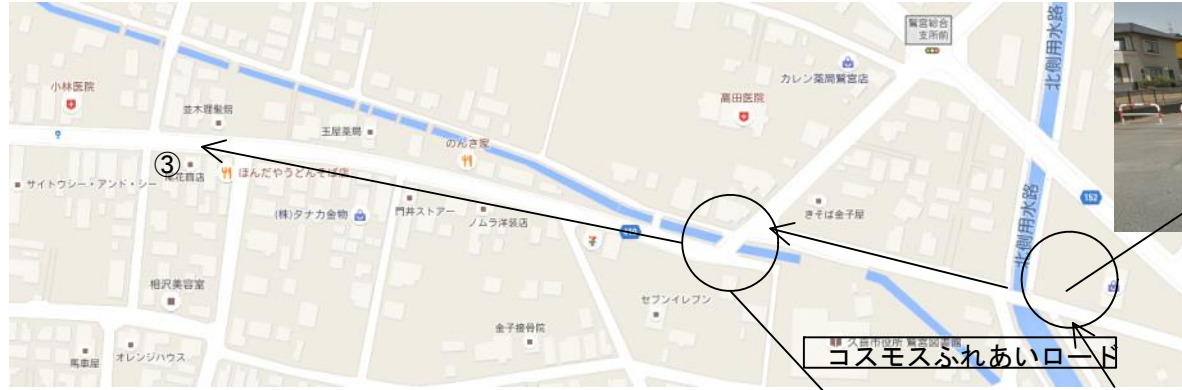 鷲宮総合
支所前
北側用水路
小林医院
カレン薬局鷲宮店
高田医院
並木理髪館
玉屋薬局
のんき家
③
ほんだやうどんそば店
サイトウシー・アンド・シー
152
きそば金子屋
(株)タナカ金物
門井ストアー
ノムラ洋装店
北側用水路
相沢美容室
セブンイレブン
金子接骨院
久喜市役所 鷲宮図書館
コスモスふれあいロード
馬車屋
オレンジハウス